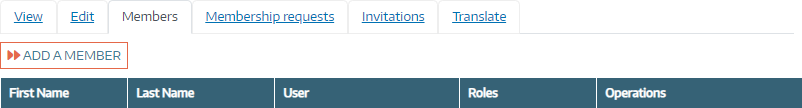 View Edit Members Membership requests Invitations Translate
ADD A MEMBER
First Name Last Name User Roles Operations